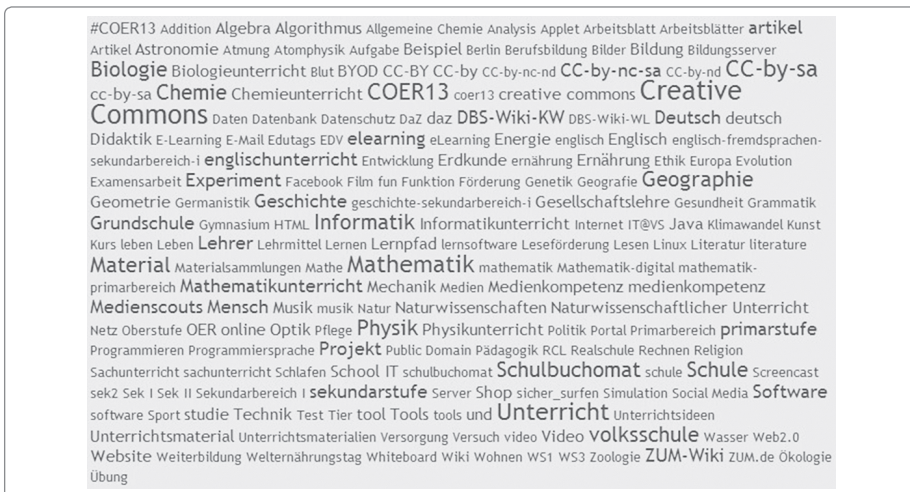 #COER13 Addition Algebra Algorithmus Allgemeine Chemie Analysis Applet Arbeitsblatt Arbeitsblätter artikel
Artikel Astronomie Atmung Atomphysik Aufgabe Beispiel Berlin Berufsbildung Bilder Bildung Bildungsserver
Biologie Biologieunterricht Blut BYOD CC-BY CC-by CC-by-nc-nd CC-by-nc-sa CC-by-nd CC-by-sa
cc-by-sa Chemie Chemieunterricht COER13 coer13 creative commons Creative
Commons Daten Datenbank Datenschutz DaZ daz DBS-Wiki-KW DBS-Wiki-WL Deutsch deutsch
Didaktik E-Learning E-Mail Edutags EDV elearning eLearning Energie englisch Englisch englisch-fremdsprachen-
sekundarbereich-i englischunterricht Entwicklung Erdkunde ernährung Ernährung Ethik Europa Evolution
Examensarbeit Experiment Facebook Film fun Funktion Förderung Genetik Geografie Geographie
Geometrie Germanistik Geschichte geschichte-sekundarbereich-i Gesellschaftslehre Gesundheit Grammatik
Grundschule Gymnasium HTML Informatik Informatikunterricht Internet IT@VS Java Klimawandel Kunst
Kurs leben Leben Lehrer Lehrmittel Lernen Lernpfad lernsoftware Leseförderung Lesen Linux Literatur literature
Material Materialsammlungen Mathe Mathematik mathematik Mathematik-digital mathematik-
primarbereich Mathematikunterricht Mechanik Medien Medienkompetenz medienkompetenz
Medienscouts Mensch Musik musik Natur Naturwissenschaften Naturwissenschaftlicher Unterricht
Netz Oberstufe OER online Optik Pflege Physik Physikunterricht Politik Portal Primarbereich primarstufe
Programmieren Programmiersprache Projekt Public Domain Pädagogik RCL Realschule Rechnen Religion
Sachunterricht sachunterricht Schlafen School IT schulbuchomat Schulbuchomat schule Schule Screencast
sek2 Sek I Sek II Sekundarbereich I sekundarstufe Server Shop sicher_surfen Simulation Social Media Software
software Sport studie Technik Test Tier tool Tools tools und Unterricht Unterrichtsideen
Unterrichtsmaterial Unterrichtsmaterialien Versorgung Versuch video Video volksschule Wasser Web2.0
Website Weiterbildung Welternährungstag Whiteboard Wiki Wohnen WS1 WS3 Zoologie ZUM-Wiki ZUM.de Ökologie
Übung